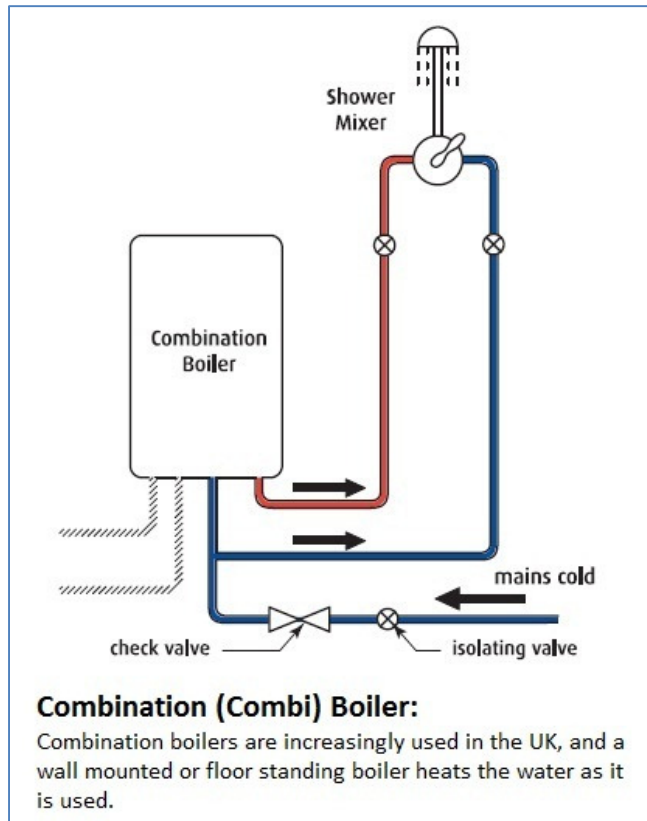 Shower
Mixer
Combination
Boiler
mains cold
check valve
isolating valve
Combination (Combi) Boiler:
Combination boilers are increasingly used in the UK, and a
wall mounted or floor standing boiler heats the water as it
is used.